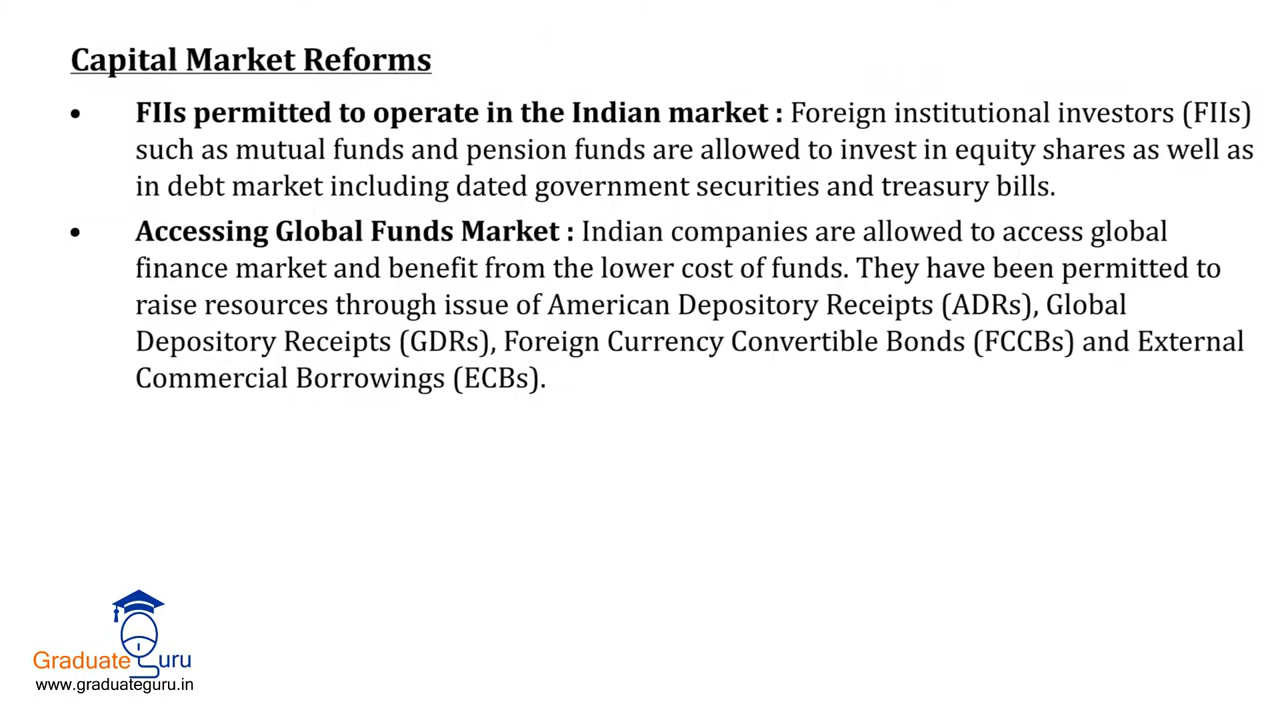 Capital Market Reforms
• FIIs permitted to operate in the Indian market : Foreign institutional investors (FIIs)
such as mutual funds and pension funds are allowed to invest in equity shares as well as
in debt market including dated government securities and treasury bills.
• Accessing Global Funds Market : Indian companies are allowed to access global
finance market and benefit from the lower cost of funds. They have been permitted to
raise resources through issue of American Depository Receipts (ADRs), Global
Depository Receipts (GDRs), Foreign Currency Convertible Bonds (FCCBs) and External
Commercial Borrowings (ECBs).
Graduate Guru
www.graduateguru.in